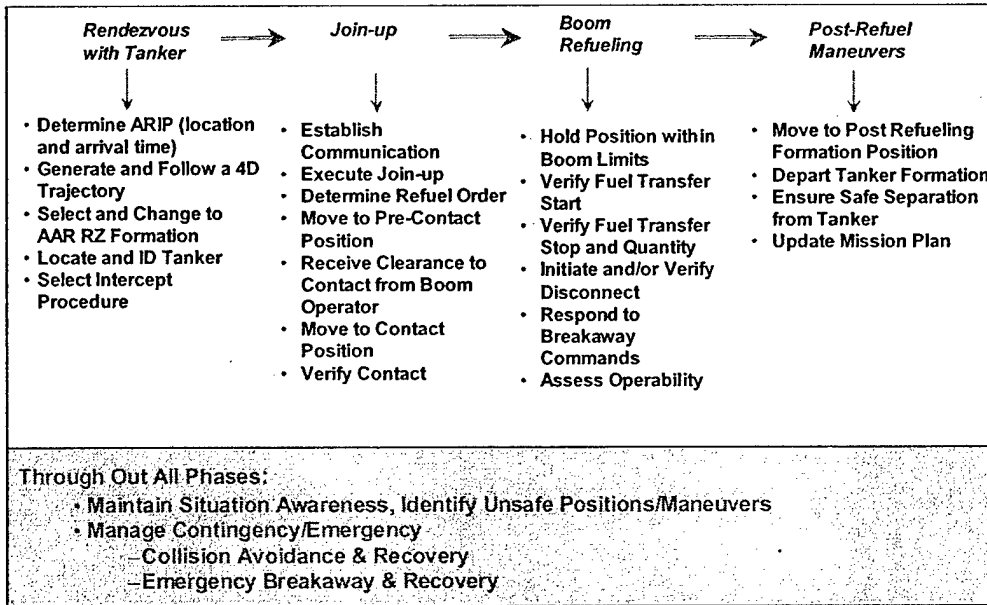 Rendezvous
with Tanker
Join-up
Boom
Refueling
Post-Refuel
Maneuvers
• Determine ARIP (location
and arrival time)
• Generate and Follow a 4D
Trajectory
• Select and Change to
AAR RZ Formation
• Locate and ID Tanker
• Select Intercept
Procedure
• Establish
Communication
• Execute Join-up
• Determine Refuel Order
• Move to Pre-Contact
Position
• Receive Clearance to
Contact from Boom
Operator
• Move to Contact
Position
• Verify Contact
• Hold Position within
Boom Limits
• Verify Fuel Transfer
Start
• Verify Fuel Transfer
Stop and Quantity
• Initiate and/or Verify
Disconnect
• Respond to
Breakaway
Commands
• Assess Operability
• Move to Post Refueling
Formation Position
• Depart Tanker Formation
• Ensure Safe Separation
from Tanker
• Update Mission Plan
Through Out All Phases:
• Maintain Situation Awareness, Identify Unsafe Positions/Maneuvers
• Manage Contingency/Emergency
–Collision Avoidance & Recovery
–Emergency Breakaway & Recovery